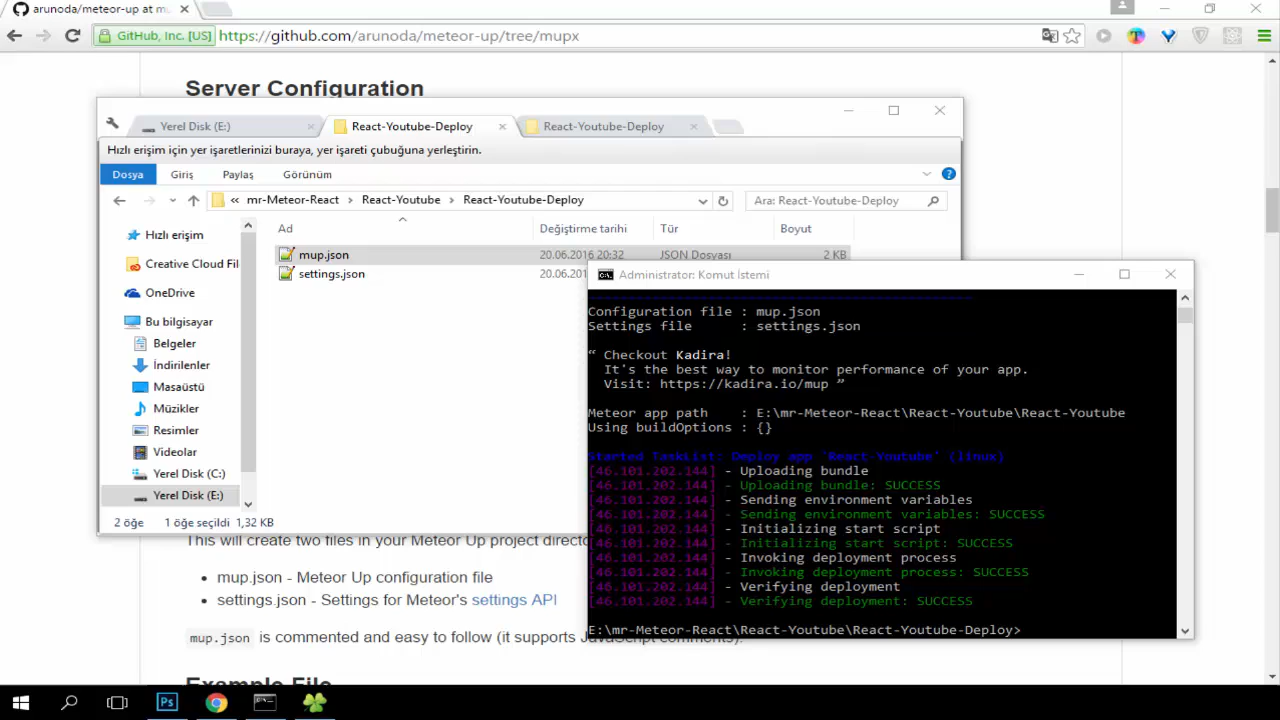 arunoda/meteor-up at mu
GitHub, Inc. [US] https://github.com/arunoda/meteor-up/tree/mupx
Server Configuration
Yerel Disk (E:)
React-Youtube-Deploy
React-Youtube-Deploy
Hızlı erişim için yer işaretlerinizi buraya, yer işareti çubuğuna yerleştirin.
Dosya Giriş Paylaş Görünüm
« mr-Meteor-React > React-Youtube > React-Youtube-Deploy
Ara: React-Youtube-Deploy
Ad Değiştirme tarihi Tür Boyut
mup.json 20.06.2016 20:32 JSON Dosyası 2 KB
settings.json 20.06.201
Hızlı erişim
Creative Cloud Fil
OneDrive
Bu bilgisayar
Belgeler
İndirilenler
Masaüstü
Müzikler
Resimler
Videolar
Yerel Disk (C:)
Yerel Disk (E:)
2 öğe 1 öğe seçildi 1,32 KB
Administrator: Komut İstemi
Configuration file : mup.json
Settings file : settings.json
“ Checkout Kadira!
It's the best way to monitor performance of your app.
Visit: https://kadira.io/mup ”
Meteor app path : E:\mr-Meteor-React\React-Youtube\React-Youtube
Using buildOptions : {}
Started TaskList: Deploy app 'React-Youtube' (linux)
[46.101.202.144] - Uploading bundle
[46.101.202.144] - Uploading bundle: SUCCESS
[46.101.202.144] - Sending environment variables
[46.101.202.144] - Sending environment variables: SUCCESS
[46.101.202.144] - Initializing start script
[46.101.202.144] - Initializing start script: SUCCESS
[46.101.202.144] - Invoking deployment process
[46.101.202.144] - Invoking deployment process: SUCCESS
[46.101.202.144] - Verifying deployment
[46.101.202.144] - Verifying deployment: SUCCESS
E:\mr-Meteor-React\React-Youtube\React-Youtube-Deploy>
This will create two files in your Meteor Up project direct
• mup.json - Meteor Up configuration file
• settings.json - Settings for Meteor's settings API
mup.json is commented and easy to follow (it supports JavaScript comments).
Example File
Ps